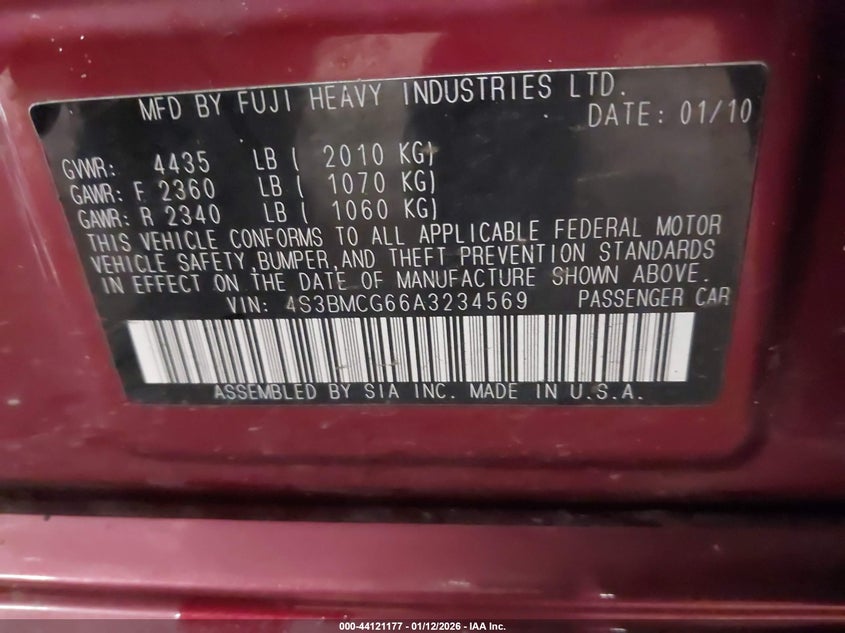 MFD BY FUJI HEAVY INDUSTRIES LTD.
DATE: 01/10
GVWR: 4435 LB ( 2010 KG)
GAWR: F 2360 LB ( 1070 KG)
GAWR: R 2340 LB ( 1060 KG)
THIS VEHICLE CONFORMS TO ALL APPLICABLE FEDERAL MOTOR
VEHICLE SAFETY,BUMPER,AND THEFT PREVENTION STANDARDS
IN EFFECT ON THE DATE OF MANUFACTURE SHOWN ABOVE.
VIN: 4S3BMCG66A3234569 PASSENGER CAR
ASSEMBLED BY SIA INC. MADE IN U.S.A.
000-44121177 - 01/12/2026 - IAA Inc.